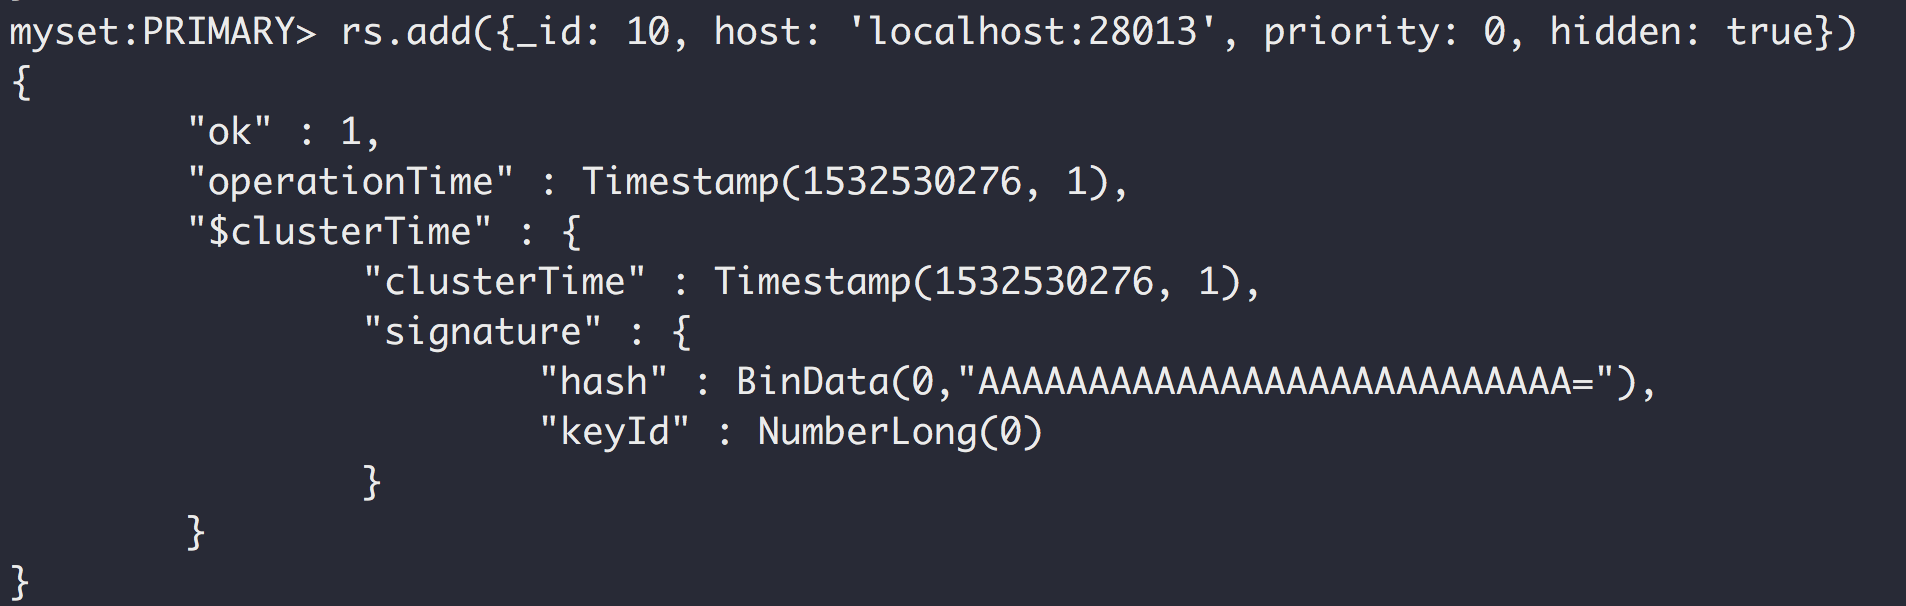 myset:PRIMARY> rs.add({_id: 10, host: 'localhost:28013', priority: 0, hidden: true})
{
        "ok" : 1,
        "operationTime" : Timestamp(1532530276, 1),
        "$clusterTime" : {
                "clusterTime" : Timestamp(1532530276, 1),
                "signature" : {
                        "hash" : BinData(0,"AAAAAAAAAAAAAAAAAAAAAAAAAAA="),
                        "keyId" : NumberLong(0)
                }
        }
}